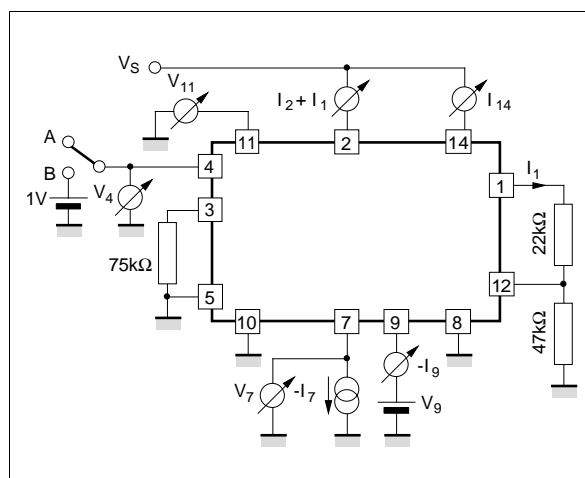 V_S
V_11
I_2 + I_1
I_14
A
B
1V
V_4
11
2
14
4
3
5
1
12
I_1
22kΩ
75kΩ
47kΩ
10
7
9
8
V_7
-I_7
-I_9
V_9